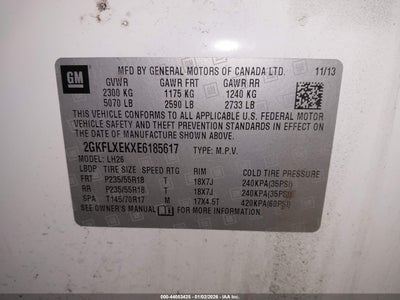 GM
MFD BY GENERAL MOTORS OF CANADA LTD. 11/13
GVWR GAWR FRT GAWR RR
2300 KG 1175 KG 1240 KG
5070 LB 2590 LB 2733 LB
THIS VEHICLE CONFORMS TO ALL APPLICABLE U.S. FEDERAL MOTOR
VEHICLE SAFETY AND THEFT PREVENTION STANDARDS IN EFFECT ON
THE DATE OF MANUFACTURE SHOWN ABOVE.
2GKFLXEKXE6185617 TYPE: M.P.V.
MODEL: LH26
TIRE SIZE SPEED RTG RIM COLD TIRE PRESSURE
FRT P235/55R18 T 18X7J 240KPA(35PSI)
RR P235/55R18 T 18X7J 240KPA(35PSI)
SPA T145/70R17 M 17X4.5T 420KPA(60PSI)
SEE OWNER'S MANUAL FOR MORE INFORMATION.
000-44053425 - 01/02/2026 - IAA Inc.